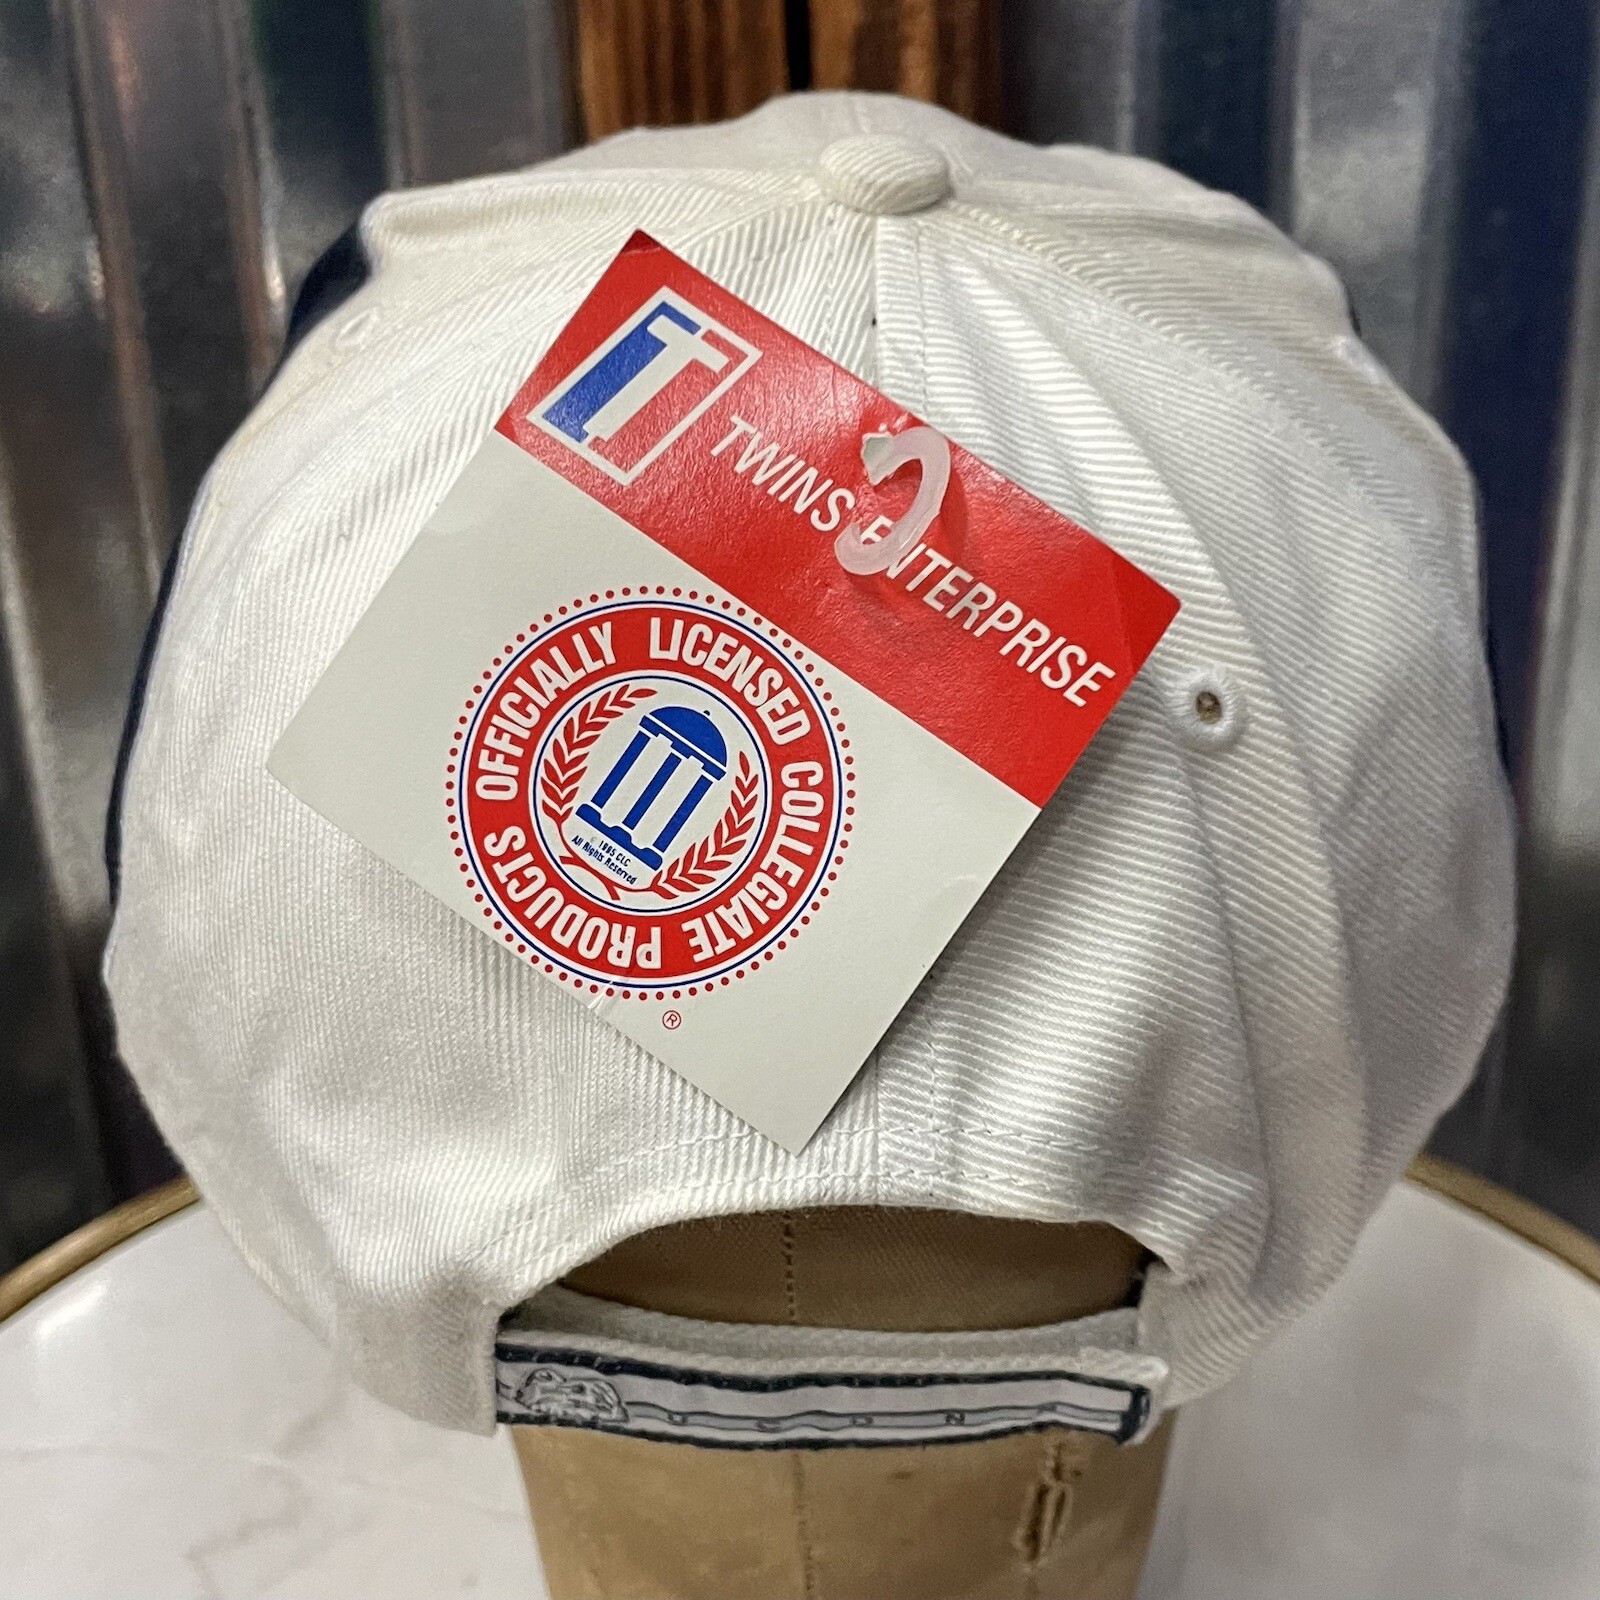 TWINS ENTERPRISE
OFFICIALLY LICENSED COLLEGIATE PRODUCTS
© 1995 CLC
All Rights Reserved
®